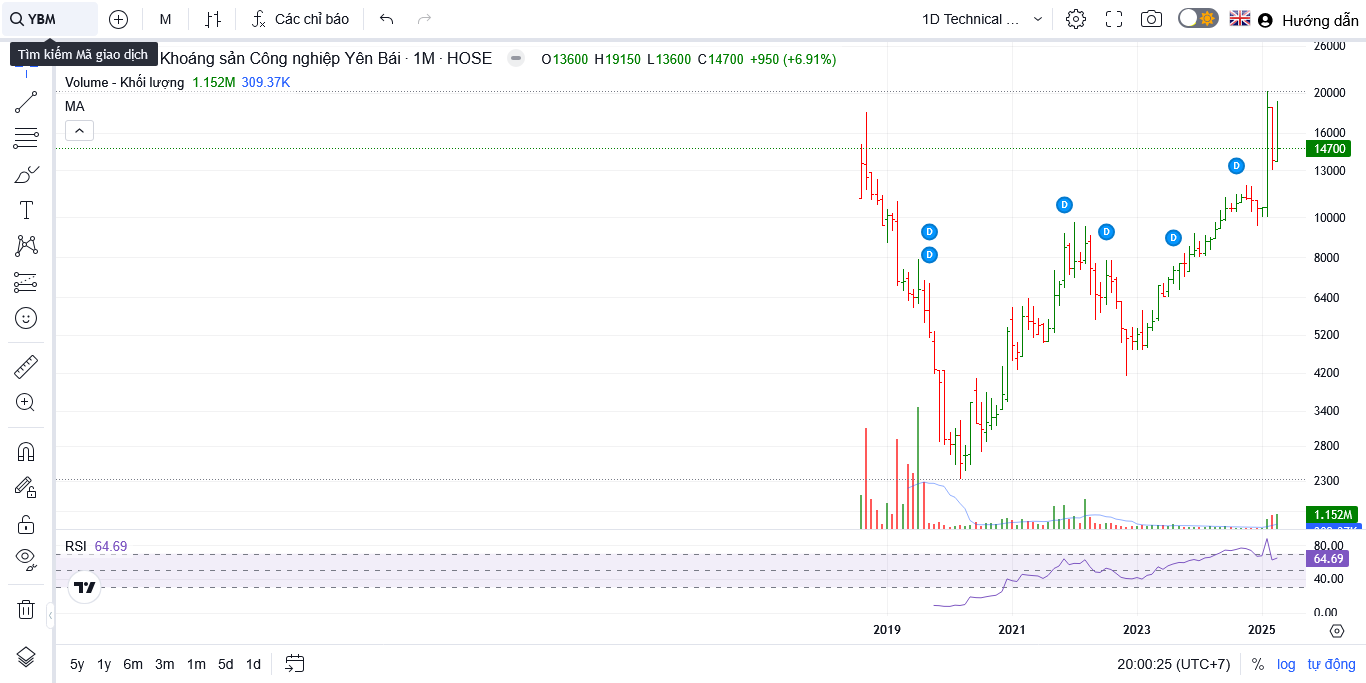 YBM M Các chỉ báo 1D Technical ... Hướng dẫn
Tìm kiếm Mã giao dịch
Khoáng sản Công nghiệp Yên Bái · 1M · HOSE O13600 H19150 L13600 C14700 +950 (+6.91%)
Volume - Khối lượng 1.152M 309.37K
MA
26000
20000
16000
14700
13000
10000
8000
6400
5200
4200
3400
2800
2300
1.152M
D
D
D
D
D
D
RSI 64.69
80.00
64.69
40.00
0.00
2019 2021 2023 2025
5y 1y 6m 3m 1m 5d 1d 20:00:25 (UTC+7) % log tự động